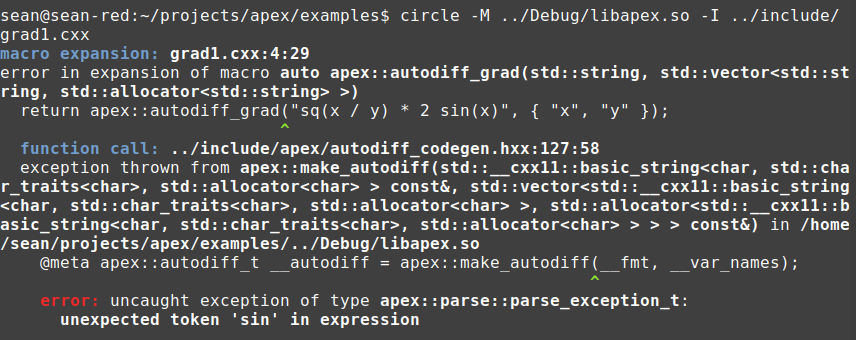 sean@sean-red:~/projects/apex/examples$ circle -M ../Debug/libapex.so -I ../include/
grad1.cxx
macro expansion: grad1.cxx:4:29
error in expansion of macro auto apex::autodiff_grad(std::string, std::vector<std::st
ring, std::allocator<std::string> >)
  return apex::autodiff_grad("sq(x / y) * 2 sin(x)", { "x", "y" });
                            ^
  function call: ../include/apex/autodiff_codegen.hxx:127:58
  exception thrown from apex::make_autodiff(std::__cxx11::basic_string<char, std::cha
r_traits<char>, std::allocator<char> > const&, std::vector<std::__cxx11::basic_string
<char, std::char_traits<char>, std::allocator<char> >, std::allocator<std::__cxx11::b
asic_string<char, std::char_traits<char>, std::allocator<char> > > > const&) in /home
/sean/projects/apex/examples/../Debug/libapex.so
    @meta apex::autodiff_t __autodiff = apex::make_autodiff(__fmt, __var_names);
                                                           ^
    error: uncaught exception of type apex::parse::parse_exception_t:
      unexpected token 'sin' in expression